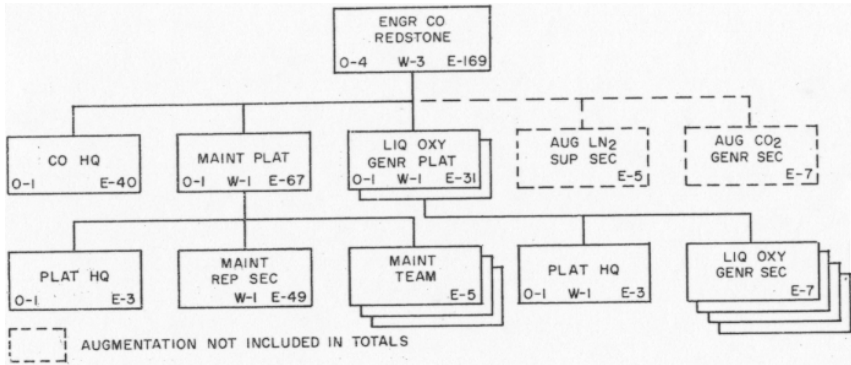 ENGR CO
REDSTONE
O-4 W-3 E-169
CO HQ
O-1 E-40
MAINT PLAT
O-1 W-1 E-67
LIQ OXY
GENR PLAT
O-1 W-1 E-31
AUG LN2
SUP SEC
E-5
AUG CO2
GENR SEC
E-7
PLAT HQ
O-1 E-3
MAINT
REP SEC
W-1 E-49
MAINT
TEAM
E-5
PLAT HQ
O-1 W-1 E-3
LIQ OXY
GENR SEC
E-7
AUGMENTATION NOT INCLUDED IN TOTALS